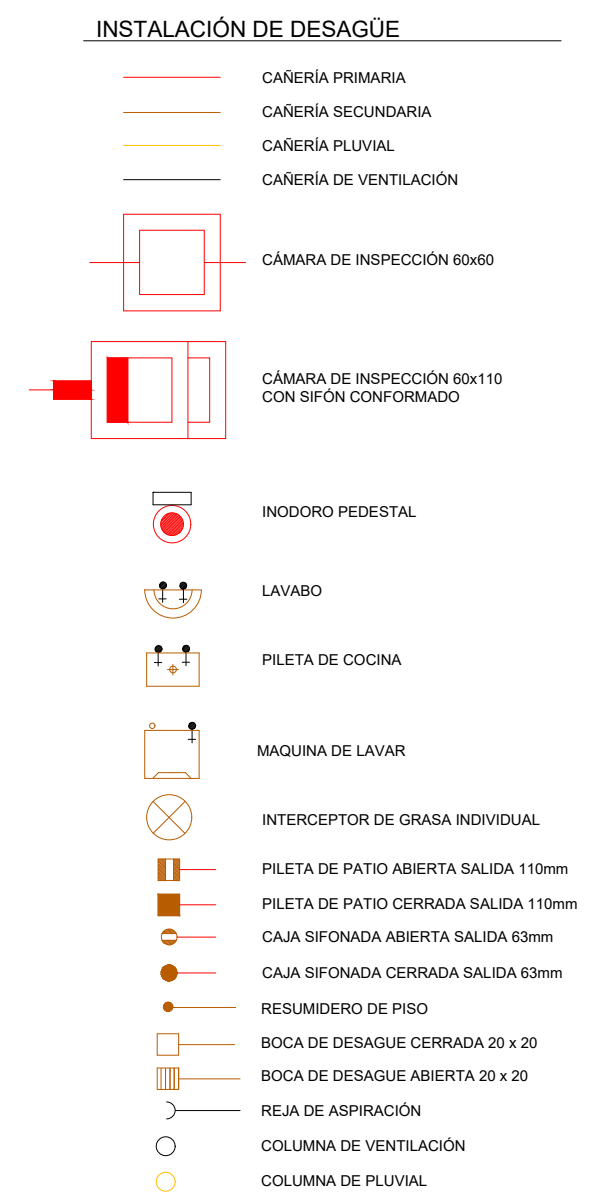 INSTALACIÓN DE DESAGÜE
CAÑERÍA PRIMARIA
CAÑERÍA SECUNDARIA
CAÑERÍA PLUVIAL
CAÑERÍA DE VENTILACIÓN
CÁMARA DE INSPECCIÓN 60x60
CÁMARA DE INSPECCIÓN 60x110
CON SIFÓN CONFORMADO
INODORO PEDESTAL
LAVABO
PILETA DE COCINA
MAQUINA DE LAVAR
INTERCEPTOR DE GRASA INDIVIDUAL
PILETA DE PATIO ABIERTA SALIDA 110mm
PILETA DE PATIO CERRADA SALIDA 110mm
CAJA SIFONADA ABIERTA SALIDA 63mm
CAJA SIFONADA CERRADA SALIDA 63mm
RESUMIDERO DE PISO
BOCA DE DESAGUE CERRADA 20 x 20
BOCA DE DESAGUE ABIERTA 20 x 20
REJA DE ASPIRACIÓN
COLUMNA DE VENTILACIÓN
COLUMNA DE PLUVIAL